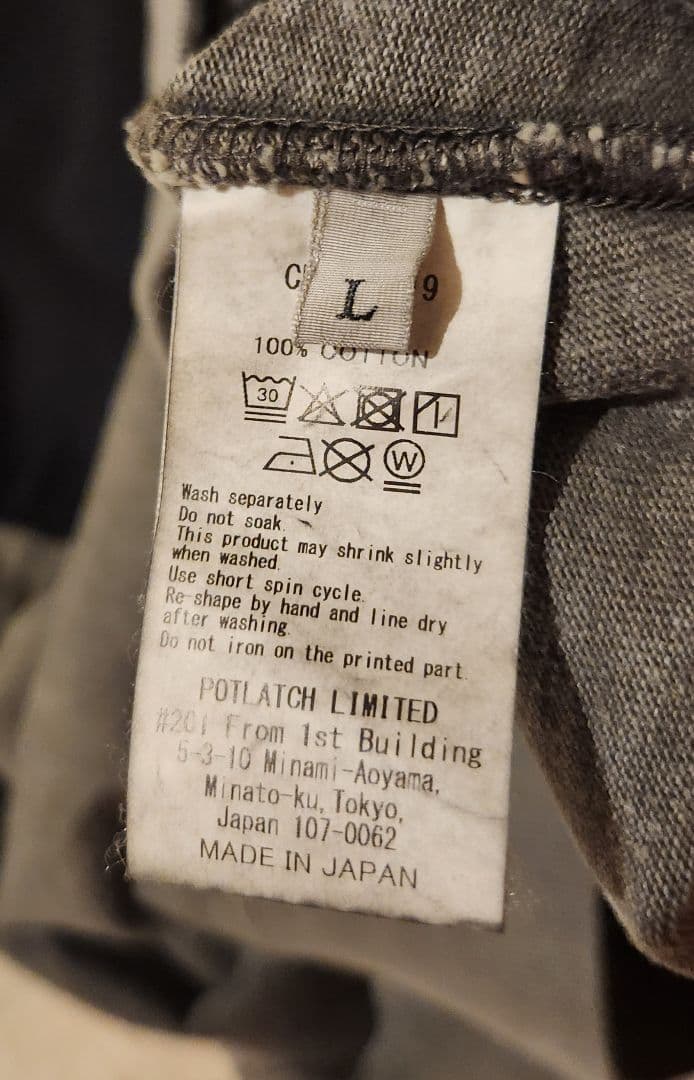 L
9
100% COTTON
30
W
Wash separately
Do not soak.
This product may shrink slightly
when washed.
Use short spin cycle.
Re-shape by hand and line dry
after washing.
Do not iron on the printed part.
POTLATCH LIMITED
#201 From 1st Building
5-3-10 Minami-Aoyama,
Minato-ku, Tokyo,
Japan 107-0062
MADE IN JAPAN